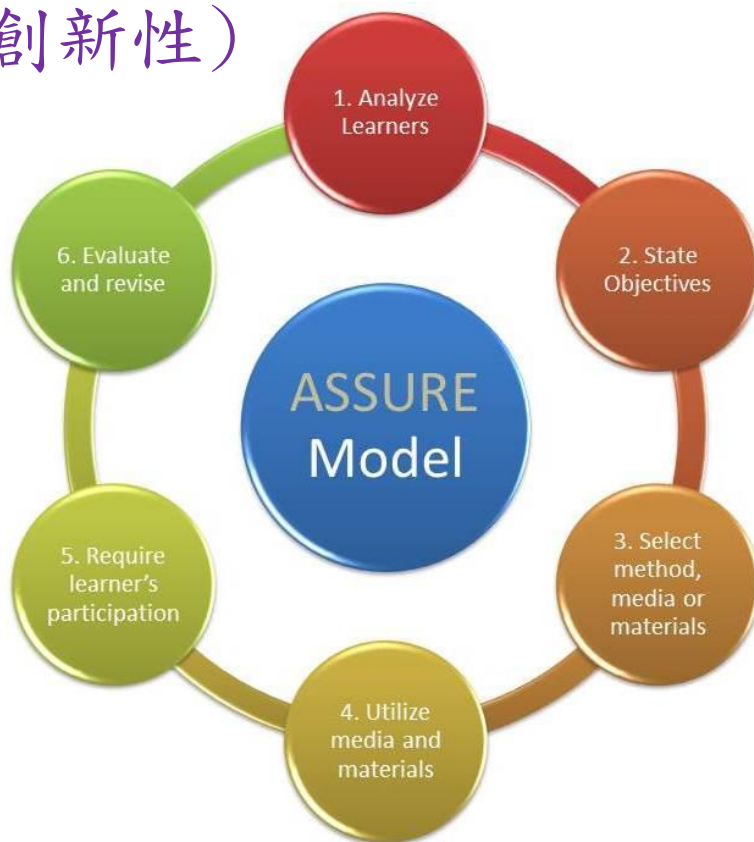 創新性)
1. Analyze
Learners
2. State
Objectives
3. Select
method,
media or
materials
4. Utilize
media and
materials
5. Require
learner's
participation
6. Evaluate
and revise
ASSURE
Model